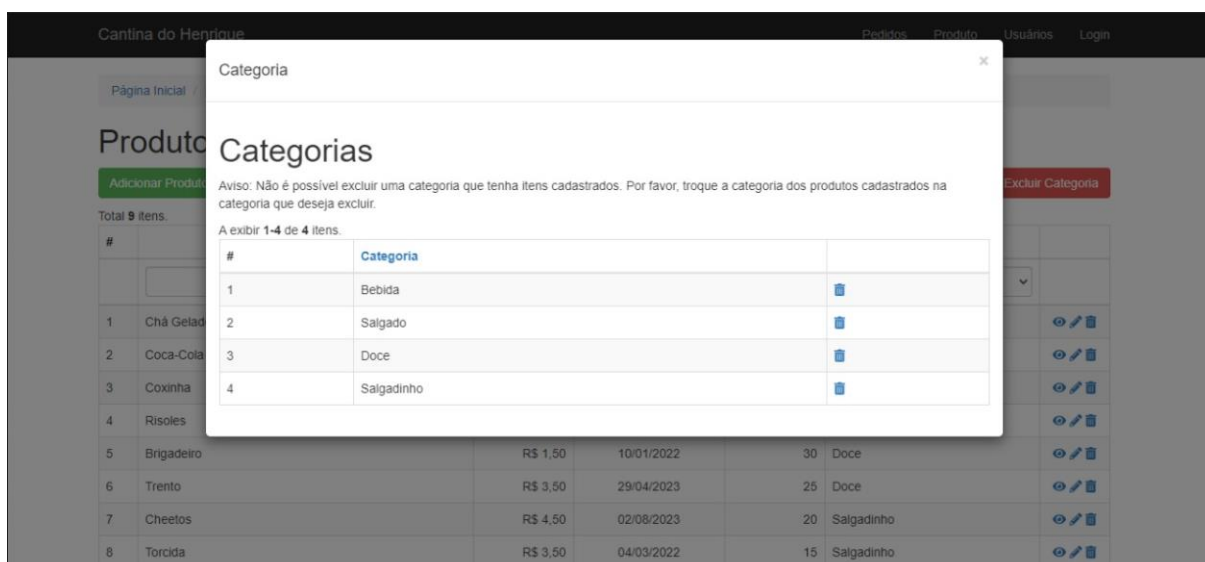 Cantina do Henrique Pedidos Produto Usuários Login
Categoria ×
Página Inicial /
Categorias
Adicionar Excluir Categoria
Aviso: Não é possível excluir uma categoria que tenha itens cadastrados. Por favor, troque a categoria dos produtos cadastrados na
categoria que deseja excluir.
Total 9 itens.
A exibir 1-4 de 4 itens.
#
# Categoria
1 Bebida
2 Salgado
3 Doce
4 Salgadinho
1 Chá
2 Coca-Cola
3 Coxinha
4 Risoles
5 Brigadeiro R$ 1,50 10/01/2022 30 Doce
6 Trento R$ 3,50 29/04/2023 25 Doce
7 Cheetos R$ 4,50 02/08/2023 20 Salgadinho
8 Torcida R$ 3,50 04/03/2022 15 Salgadinho